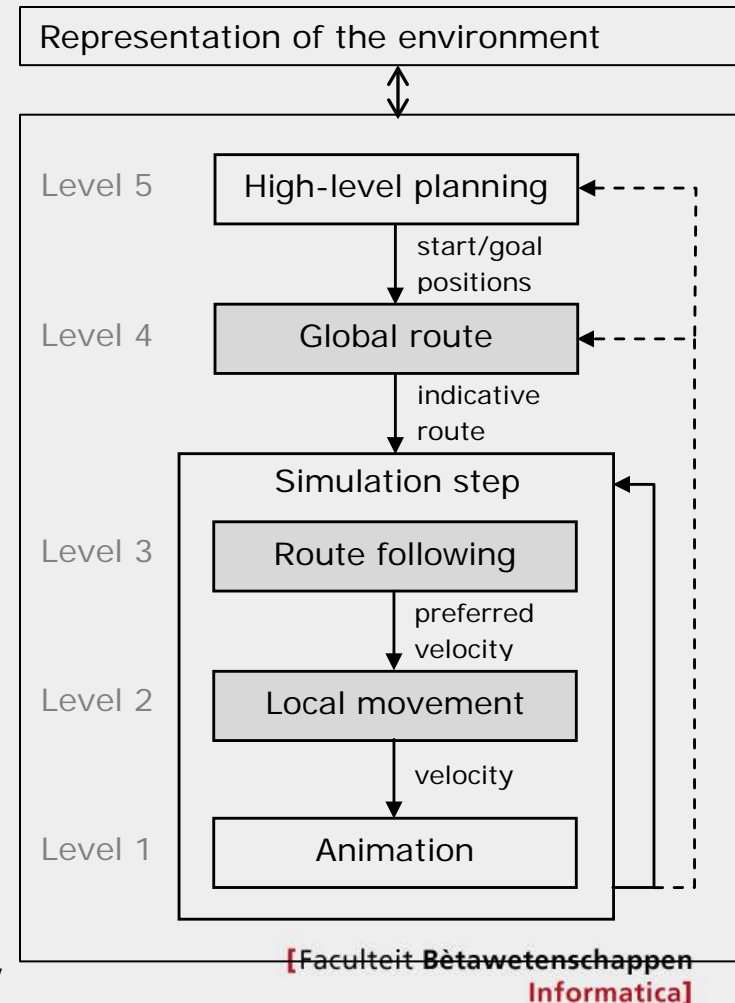 Representation of the environment
Level 5
High-level planning
start/goal
positions
Level 4
Global route
indicative
route
Simulation step
Level 3
Route following
preferred
velocity
Level 2
Local movement
velocity
Level 1
Animation
[Faculteit Bètawetenschappen
Informatica]